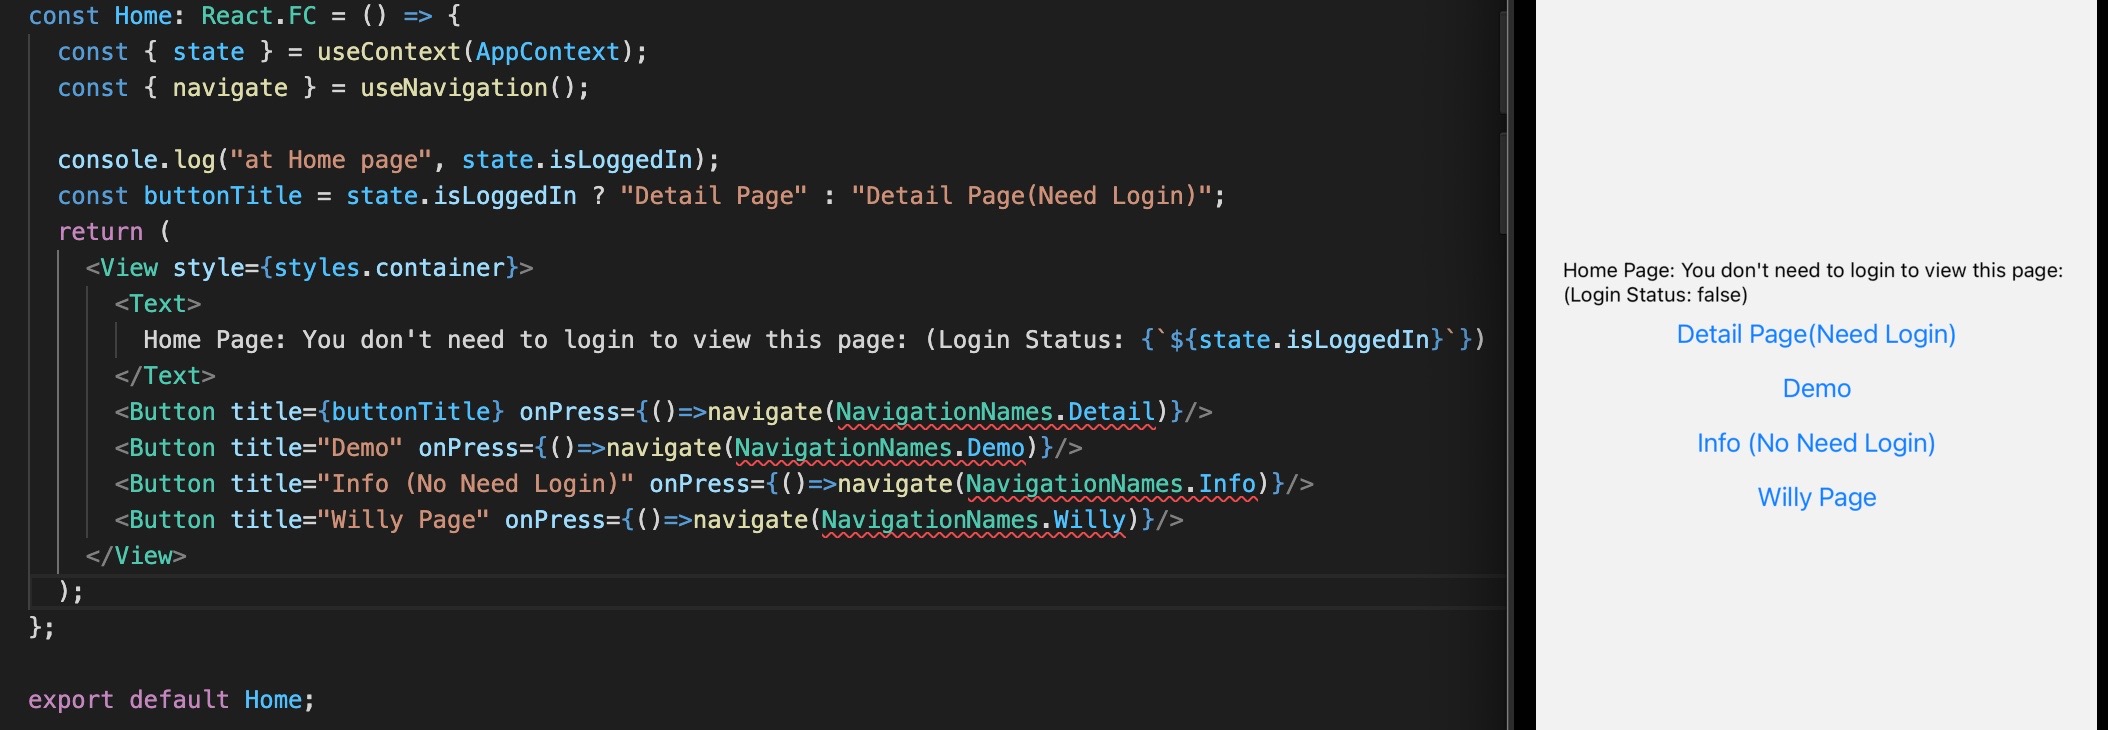 const Home: React.FC = () => {
const { state } = useContext(AppContext);
const { navigate } = useNavigation();
console.log("at Home page", state.isLoggedIn);
const buttonTitle = state.isLoggedIn ? "Detail Page" : "Detail Page(Need Login)";
return (
<View style={styles.container}>
<Text>
Home Page: You don't need to login to view this page: (Login Status: {`${state.isLoggedIn}`})
</Text>
<Button title={buttonTitle} onPress={()=>navigate(NavigationNames.Detail)}/>
<Button title="Demo" onPress={()=>navigate(NavigationNames.Demo)}/>
<Button title="Info (No Need Login)" onPress={()=>navigate(NavigationNames.Info)}/>
<Button title="Willy Page" onPress={()=>navigate(NavigationNames.Willy)}/>
</View>
);
};
export default Home;
Home Page: You don't need to login to view this page:
(Login Status: false)
Detail Page(Need Login)
Demo
Info (No Need Login)
Willy Page